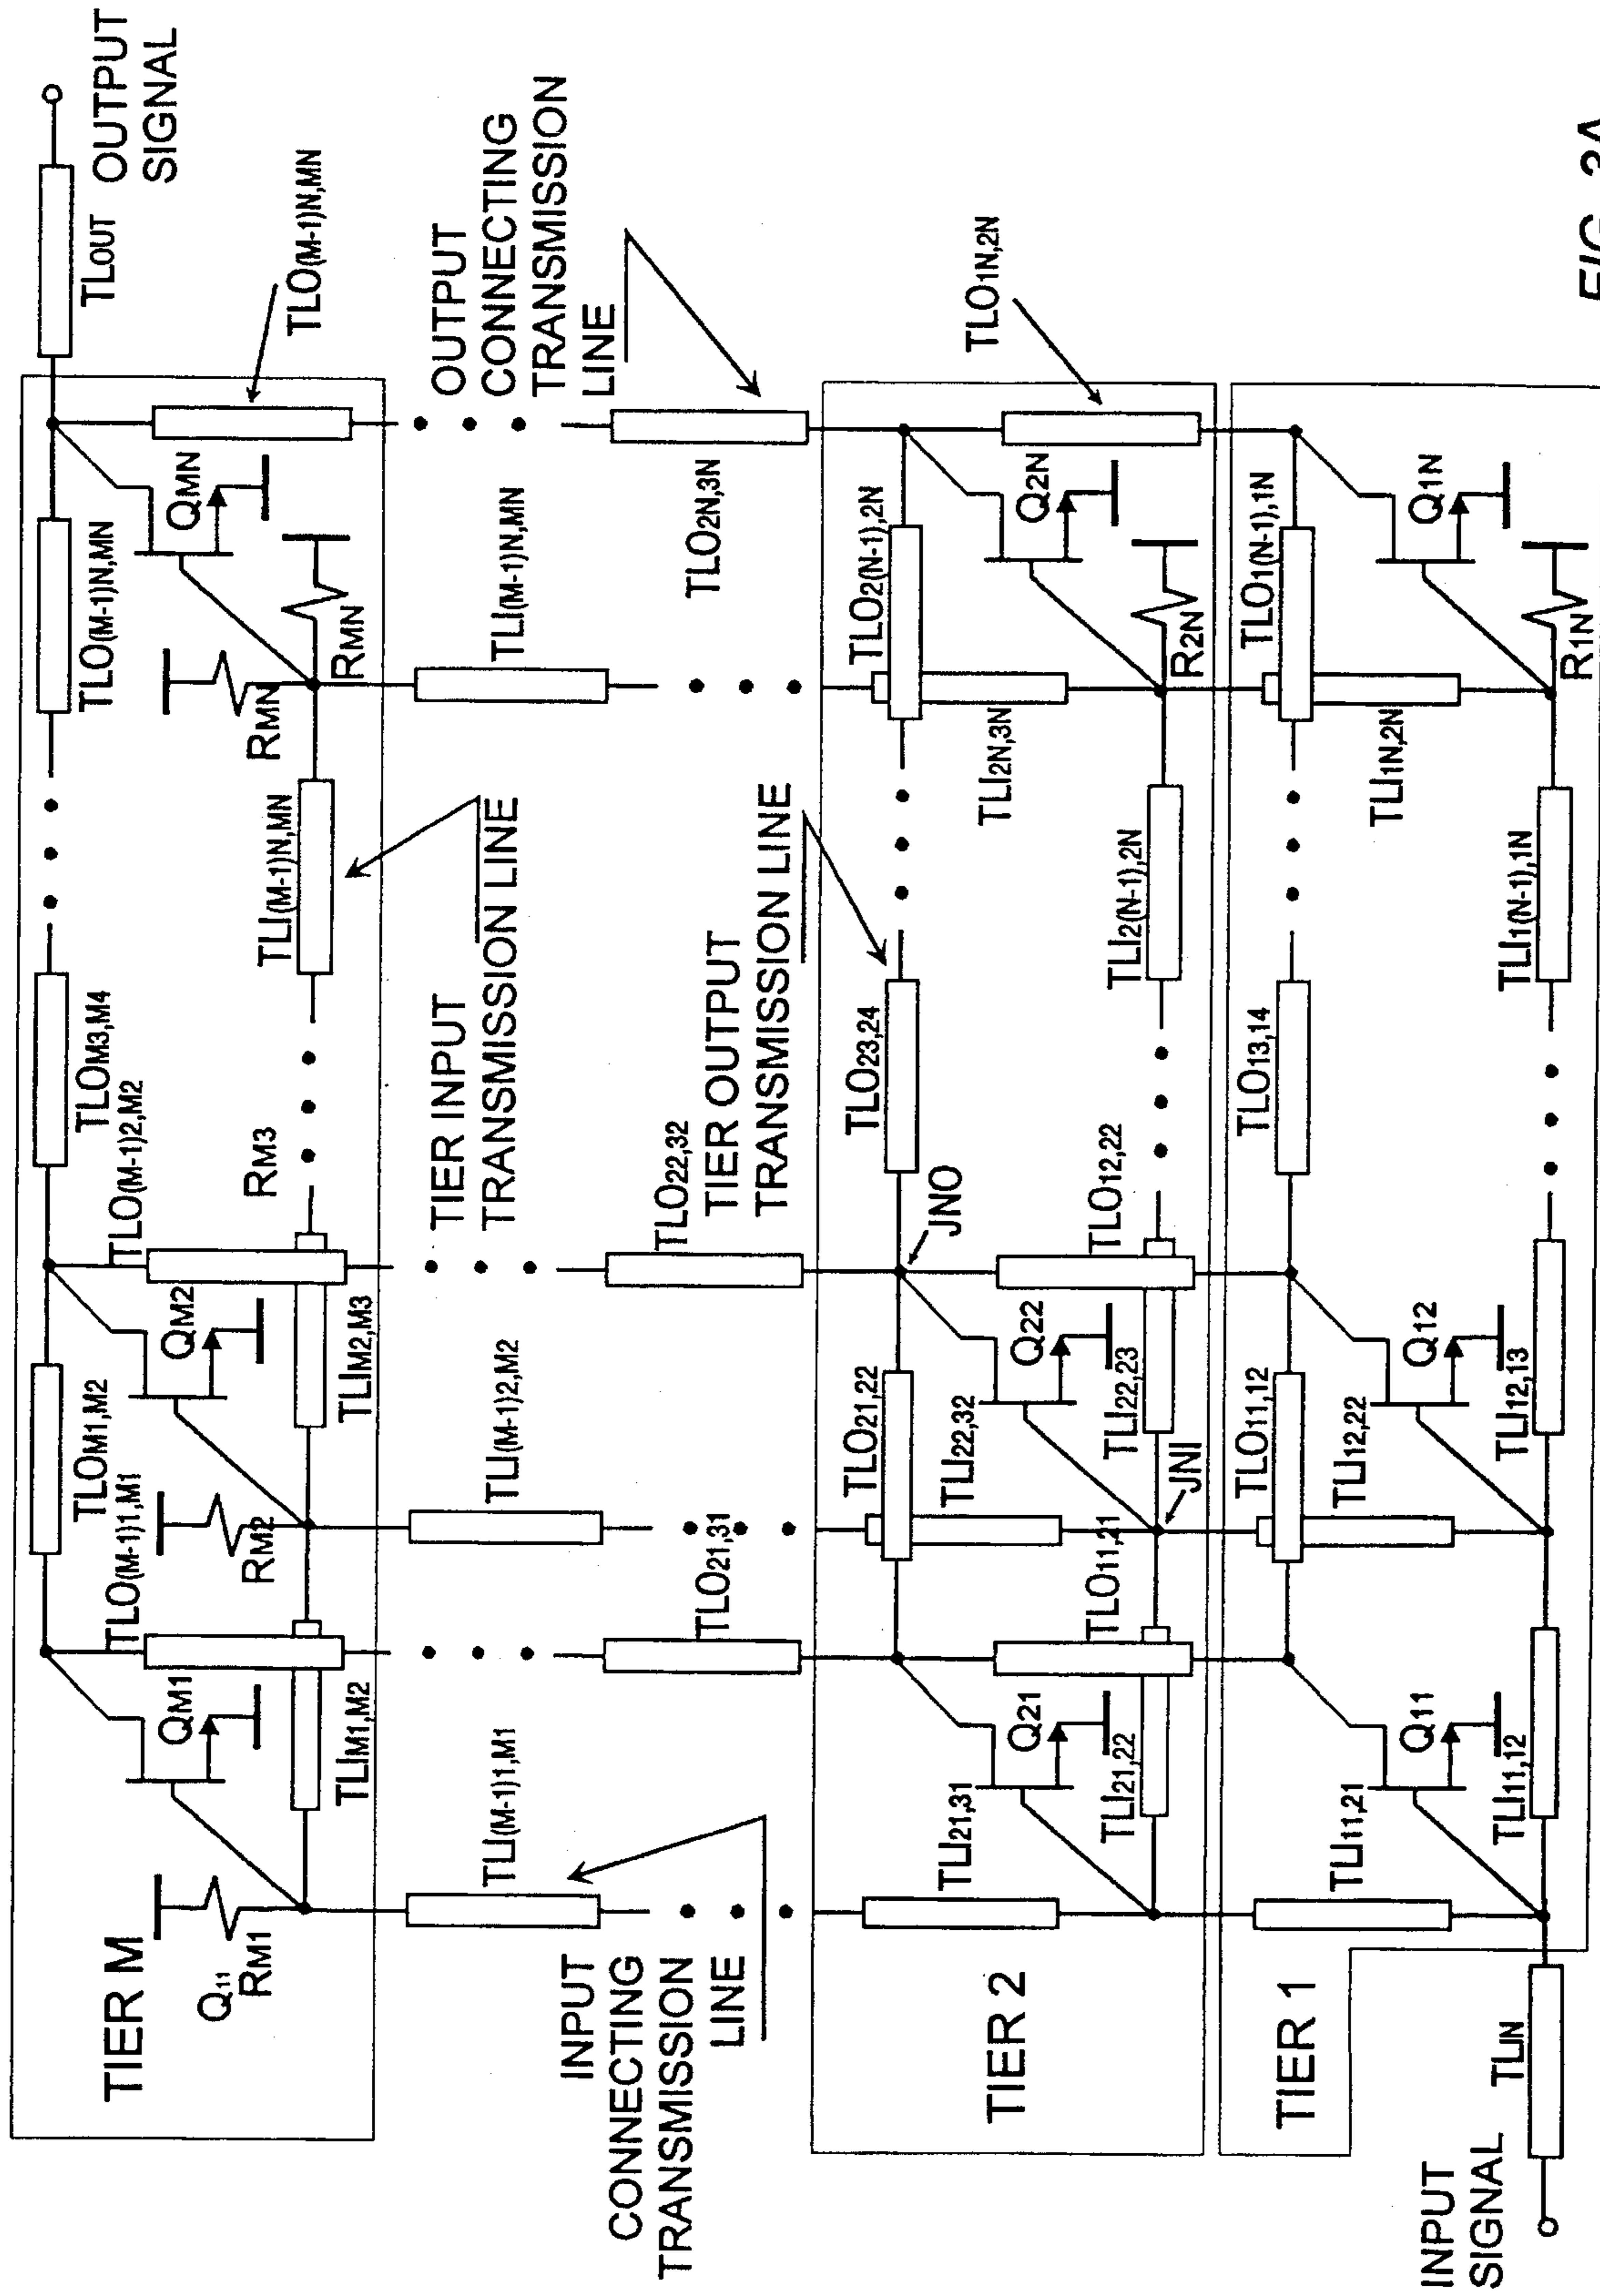 OUTPUT
SIGNAL
TLOUT
TLOM1,M2
TLOM3,M4
TLO(M-1)N,MN
TLO(M-1)1,M1
TLO(M-1)2,M2
TLO(M-1)N,MN
TIER M
QM1
QM2
QMN
Q11
RM1
RM2
RM3
RMN
RMN
TLIM1,M2
TLIM2,M3
TLI(M-1)N,MN
TIER INPUT
TRANSMISSION LINE
OUTPUT
CONNECTING
TRANSMISSION
LINE
TLI(M-1)1,M1
TLI(M-1)2,M2
TLI(M-1)N,MN
INPUT
CONNECTING
TRANSMISSION
LINE
TLO21,31
TLO22,32
TLO2N,3N
TIER OUTPUT
TRANSMISSION LINE
TLO21,22
TLO23,24
TLO2(N-1),2N
JNO
TLO1N,2N
TIER 2
TLI21,31
Q21
TLI22,32
Q22
TLI2N,3N
Q2N
TLI21,22
TLO11,21
TLI22,23
TLO12,22
TLI2(N-1),2N
R2N
JNI
TLO11,12
TLO13,14
TLO1(N-1),1N
TIER 1
TLI11,21
Q11
TLI12,22
Q12
TLI1N,2N
Q1N
INPUT
SIGNAL
TLIN
TLI11,12
TLI12,13
TLI1(N-1),1N
R1N
FIG. 3A